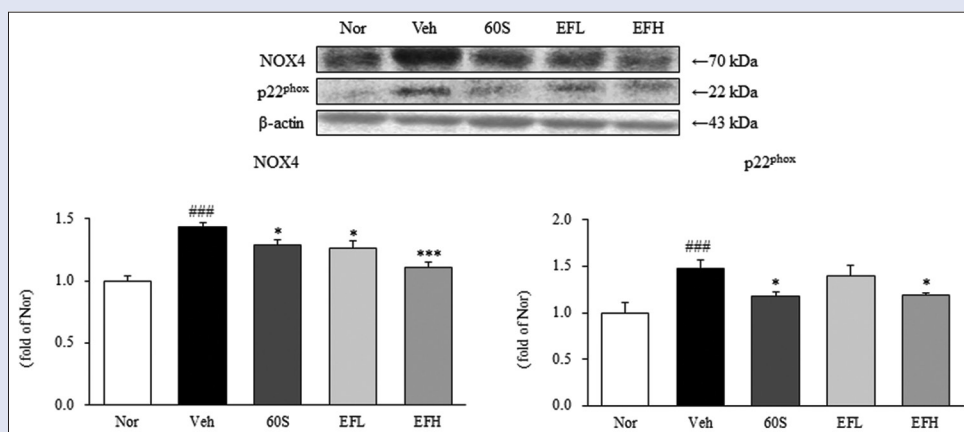 Nor Veh 60S EFL EFH
NOX4 ←70 kDa
p22phox ←22 kDa
β-actin ←43 kDa
NOX4 p22phox
(fold of Nor)
1.5
1.0
0.5
0.0
###
*
*
***
Nor Veh 60S EFL EFH
(fold of Nor)
2.0
1.5
1.0
0.5
0.0
###
*
*
Nor Veh 60S EFL EFH